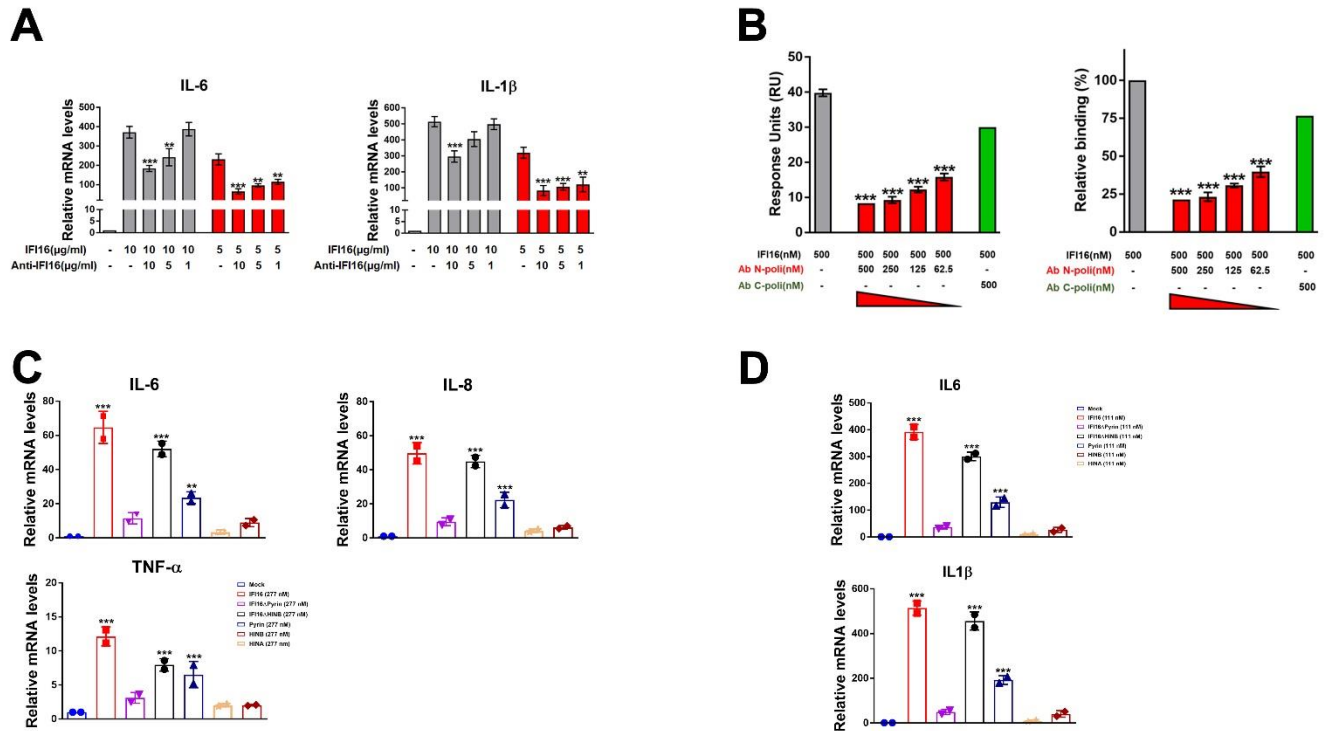 A
IL-6
Relative mRNA levels
500
400
300
200
100
10
5
0
***
**
***
**
**
IFI16(µg/ml) - 10 10 10 10 5 5 5 5
Anti-IFI16(µg/ml) - - 10 5 1 - 10 5 1
IL-1β
Relative mRNA levels
600
500
400
300
200
100
10
5
0
***
***
***
**
IFI16(µg/ml) - 10 10 10 10 5 5 5 5
Anti-IFI16(µg/ml) - - 10 5 1 - 10 5 1
B
Response Units (RU)
50
40
30
20
10
0
***
***
***
***
IFI16(nM) 500 500 500 500 500 500
Ab N-poli(nM) - 500 250 125 62.5 -
Ab C-poli(nM) - - - - - 500
Relative binding (%)
100
75
50
25
0
***
***
***
***
IFI16(nM) 500 500 500 500 500 500
Ab N-poli(nM) - 500 250 125 62.5 -
Ab C-poli(nM) - - - - - 500
C
IL-6
Relative mRNA levels
80
60
40
20
0
***
***
**
IL-8
Relative mRNA levels
80
60
40
20
0
***
***
***
TNF-α
Relative mRNA levels
20
15
10
5
0
***
***
***
Mock
IFI16 (277 nM)
IFI16ΔPyrin (277 nM)
IFI16ΔHINB (277 nM)
Pyrin (277 nM)
HINB (277 nM)
HINA (277 nm)
D
IL6
Relative mRNA levels
500
400
300
200
100
0
***
***
***
Mock
IFI16 (111 nM)
IFI16ΔPyrin (111 nM)
IFI16ΔHINB (111 nM)
Pyrin (111 nM)
HINB (111 nM)
HINA (111 nM)
IL1β
Relative mRNA levels
600
400
200
0
***
***
***